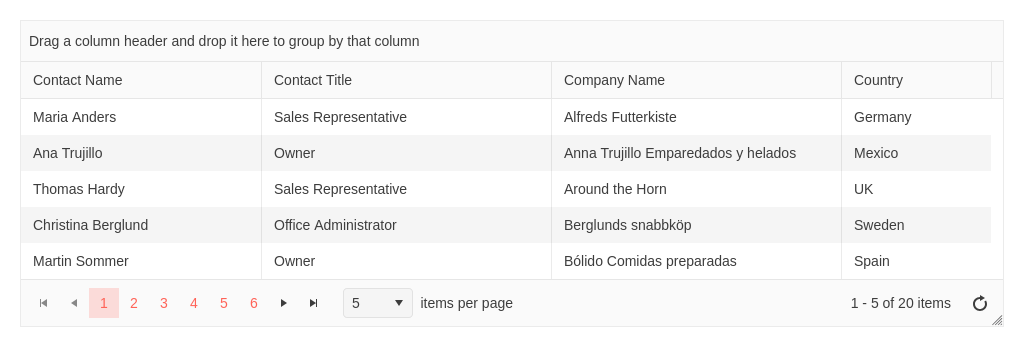 Drag a column header and drop it here to group by that column
Contact Name Contact Title Company Name Country
Maria Anders Sales Representative Alfreds Futterkiste Germany
Ana Trujillo Owner Anna Trujillo Emparedados y helados Mexico
Thomas Hardy Sales Representative Around the Horn UK
Christina Berglund Office Administrator Berglunds snabbköp Sweden
Martin Sommer Owner Bólido Comidas preparadas Spain
1 2 3 4 5 6 5 items per page 1 - 5 of 20 items